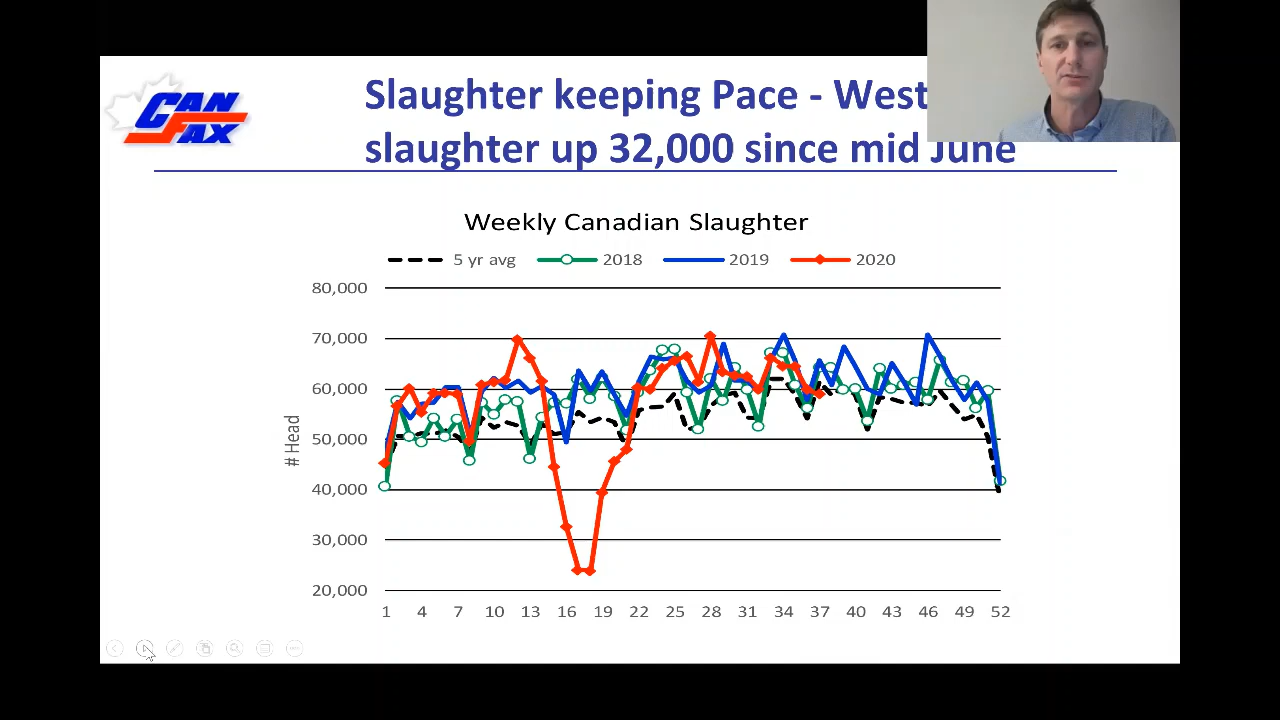 CAN
FAX
Slaughter keeping Pace - West
slaughter up 32,000 since mid June
Weekly Canadian Slaughter
5 yr avg 2018 2019 2020
# Head
80,000
70,000
60,000
50,000
40,000
30,000
20,000
1 4 7 10 13 16 19 22 25 28 31 34 37 40 43 46 49 52